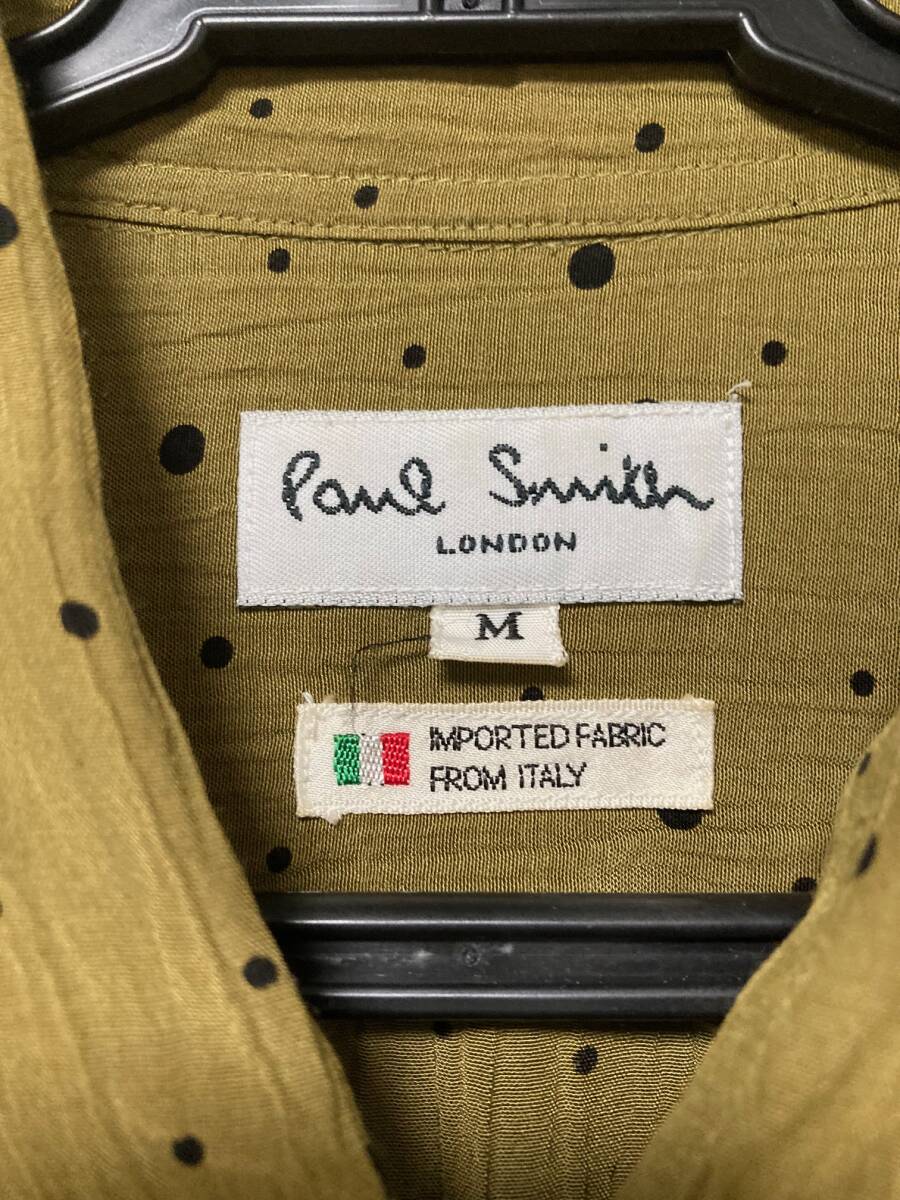 Paul Smith
LONDON
M
IMPORTED FABRIC
FROM ITALY